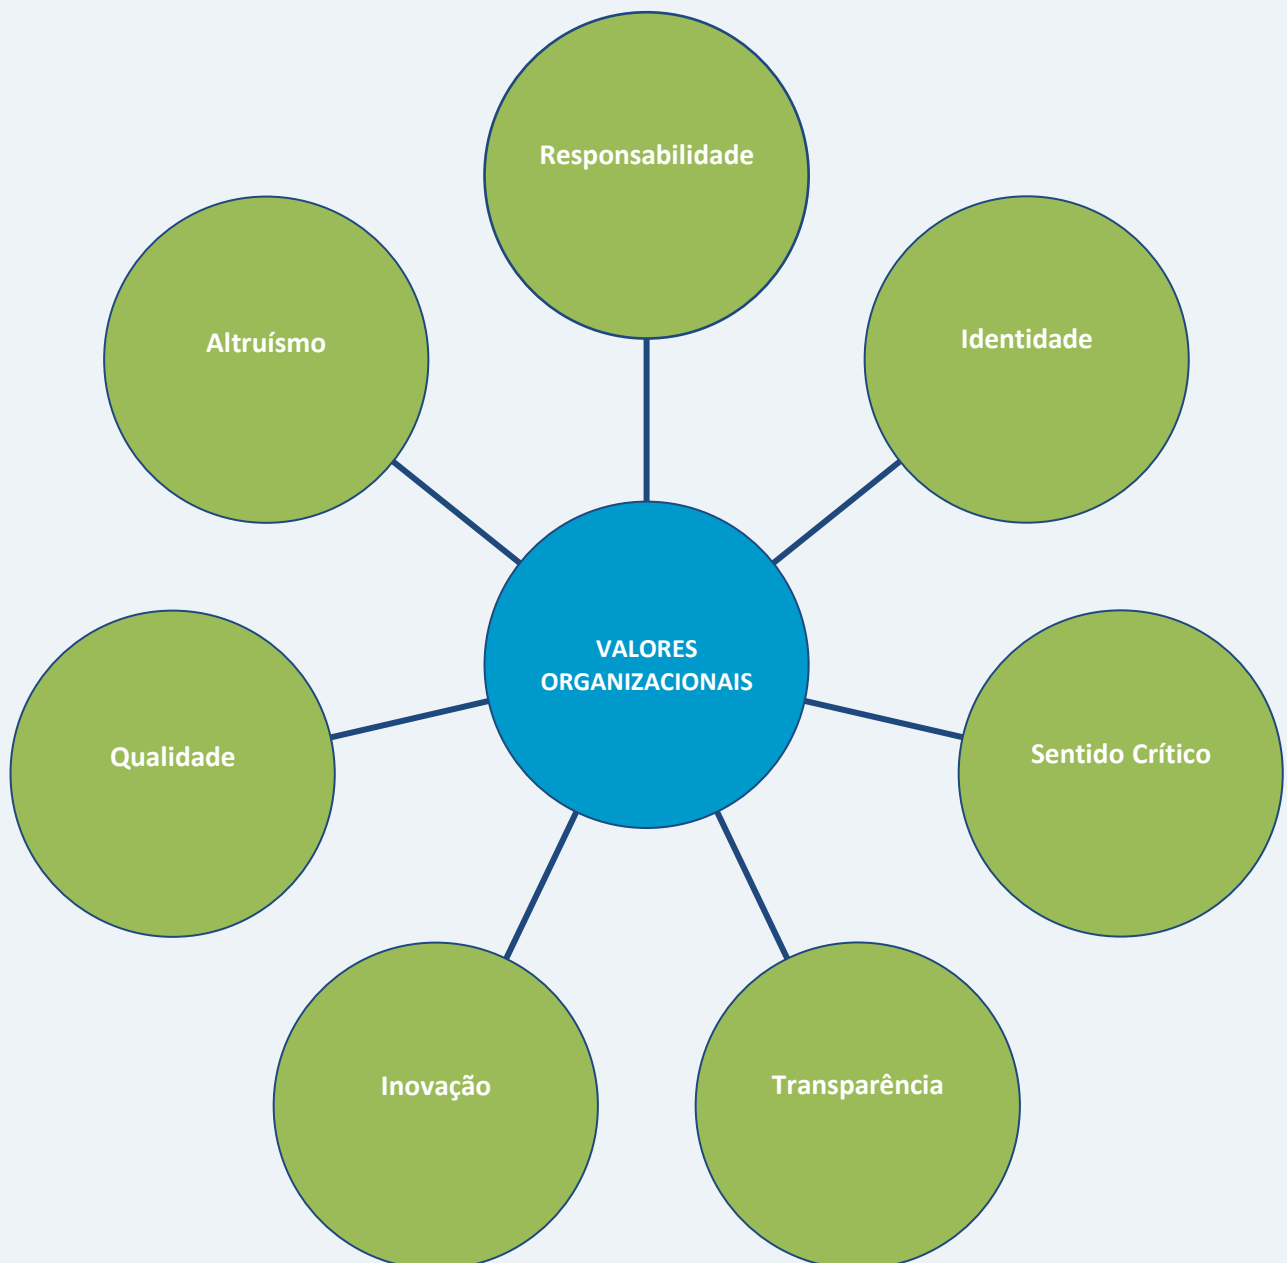 Responsabilidade
Altruísmo
Identidade
VALORES
ORGANIZACIONAIS
Qualidade
Sentido Crítico
Inovação
Transparência